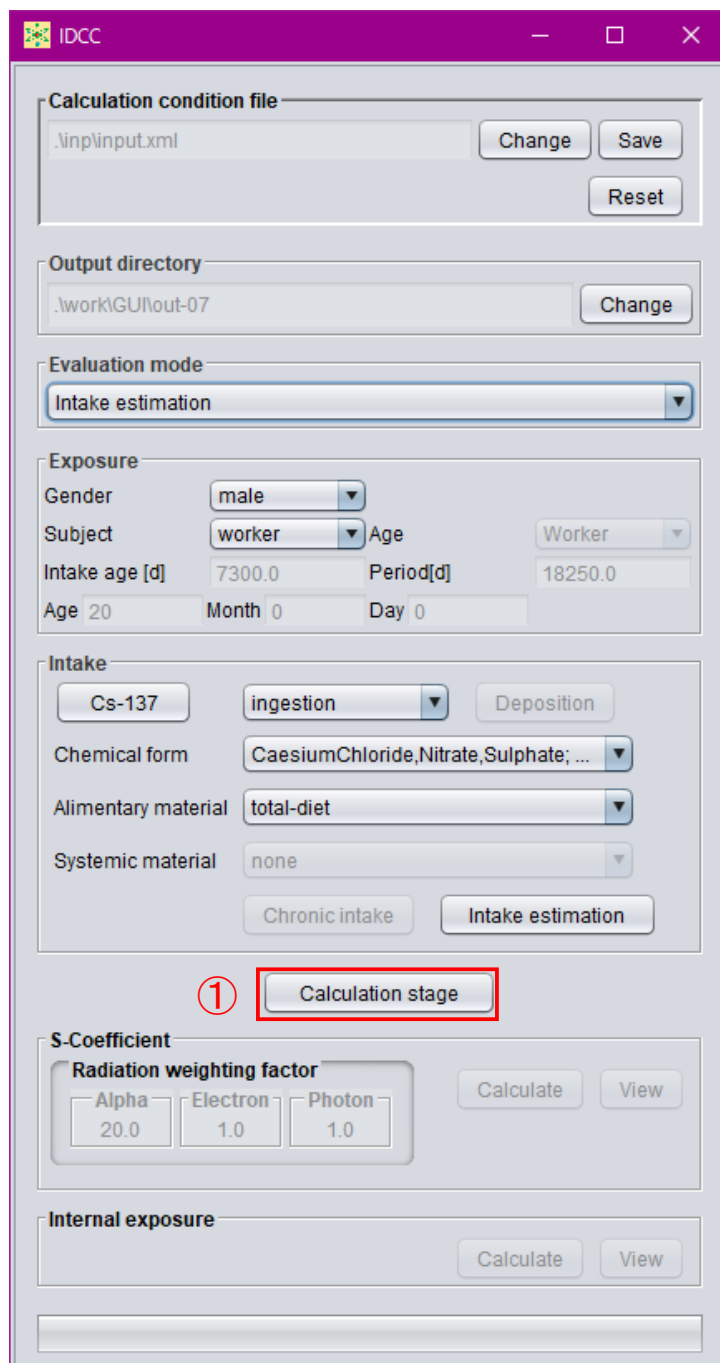 IDCC
Calculation condition file
.\inp\input.xml Change Save
Reset
Output directory
.\work\GUI\out-07 Change
Evaluation mode
Intake estimation
Exposure
Gender male
Subject worker Age Worker
Intake age [d] 7300.0 Period[d] 18250.0
Age 20 Month 0 Day 0
Intake
Cs-137 ingestion Deposition
Chemical form CaesiumChloride,Nitrate,Sulphate; ...
Alimentary material total-diet
Systemic material none
Chronic intake Intake estimation
① Calculation stage
S-Coefficient
Radiation weighting factor
Alpha Electron Photon Calculate View
20.0 1.0 1.0
Internal exposure
Calculate View